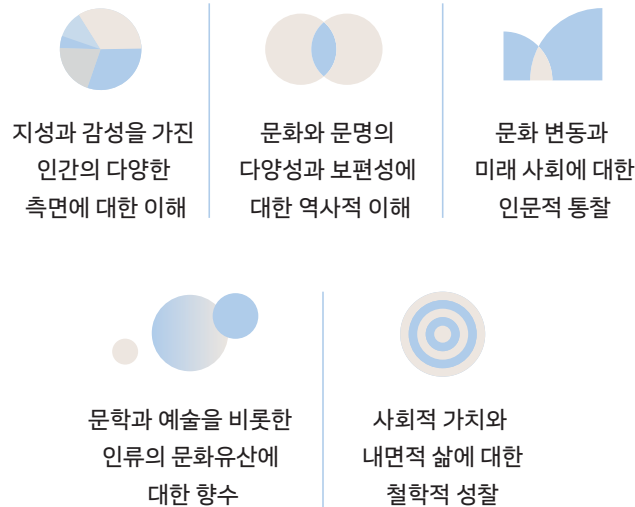 지성과 감성을 가진
인간의 다양한
측면에 대한 이해
문화와 문명의
다양성과 보편성에
대한 역사적 이해
문화 변동과
미래 사회에 대한
인문적 통찰
문학과 예술을 비롯한
인류의 문화유산에
대한 향수
사회적 가치와
내면적 삶에 대한
철학적 성찰